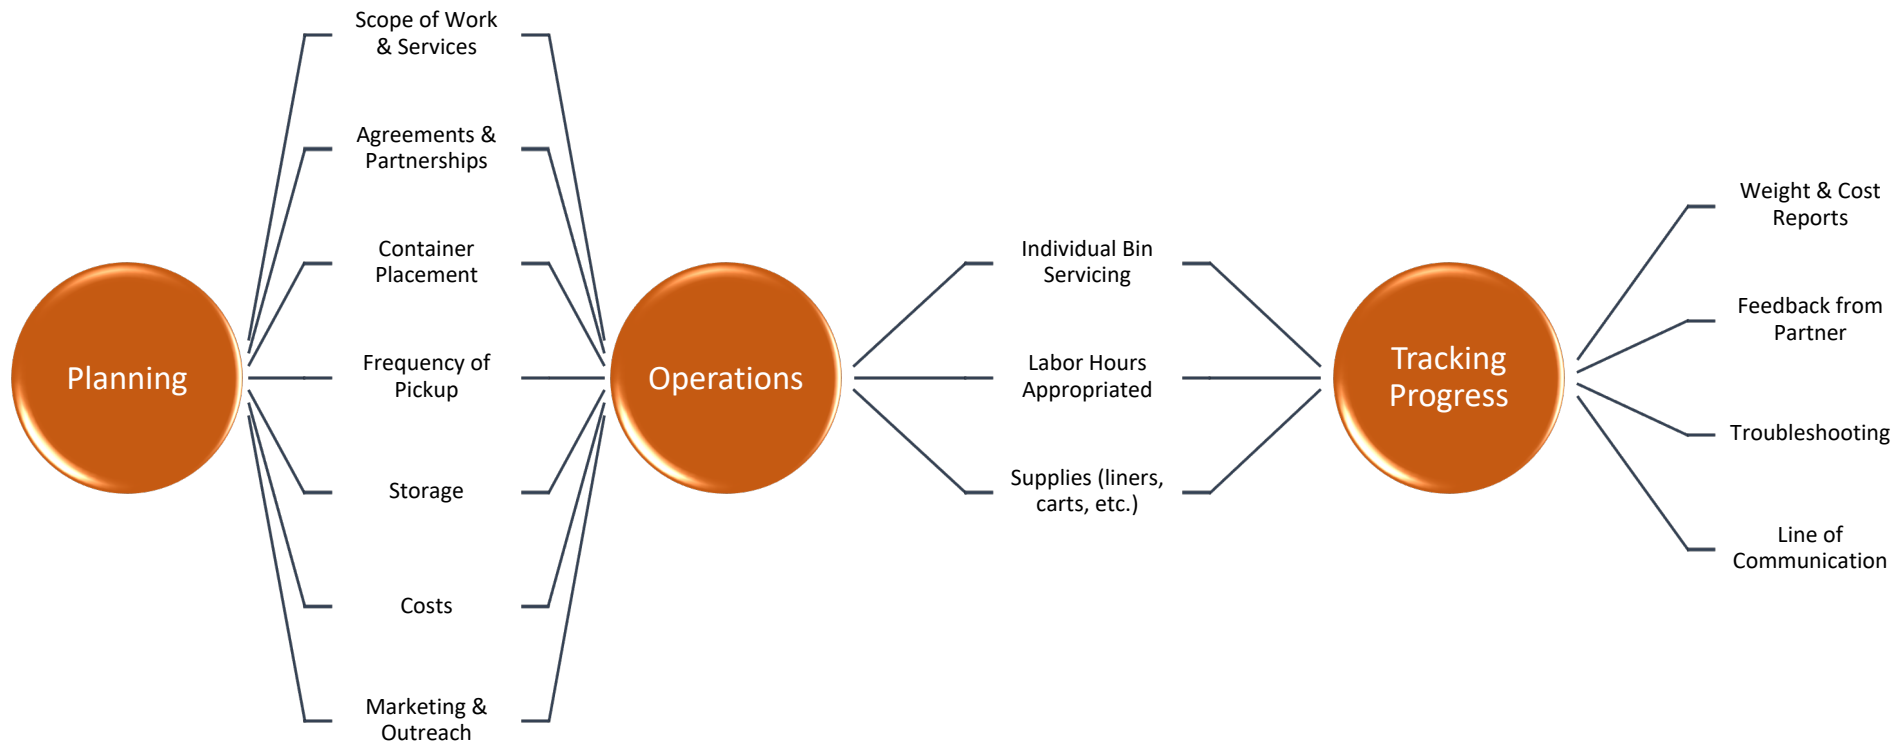 Planning
Scope of Work
& Services
Agreements &
Partnerships
Container
Placement
Frequency of
Pickup
Storage
Costs
Marketing &
Outreach
Operations
Individual Bin
Servicing
Labor Hours
Appropriated
Supplies (liners,
carts, etc.)
Tracking
Progress
Weight & Cost
Reports
Feedback from
Partner
Troubleshooting
Line of
Communication